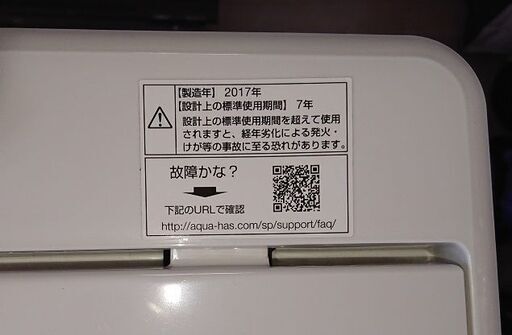 【製造年】 2017年
【設計上の標準使用期間】 7年
設計上の標準使用期間を超えて使用
されますと、経年劣化による発火・
けが等の事故に至る恐れがあります。
故障かな？
下記のURLで確認
http://aqua-has.com/sp/support/faq/